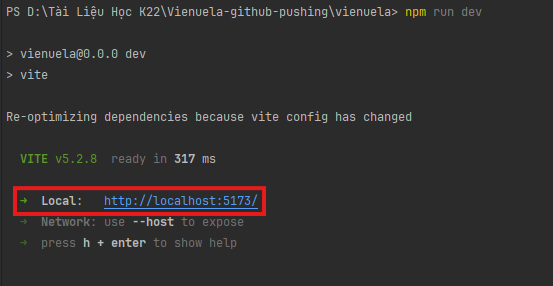 PS D:\Tài Liệu Học K22\Vienuela-github-pushing\vienuela> npm run dev
> vienuela@0.0.0 dev
> vite
Re-optimizing dependencies because vite config has changed
VITE v5.2.8 ready in 317 ms
➜ Local: http://localhost:5173/
➜ Network: use --host to expose
➜ press h + enter to show help